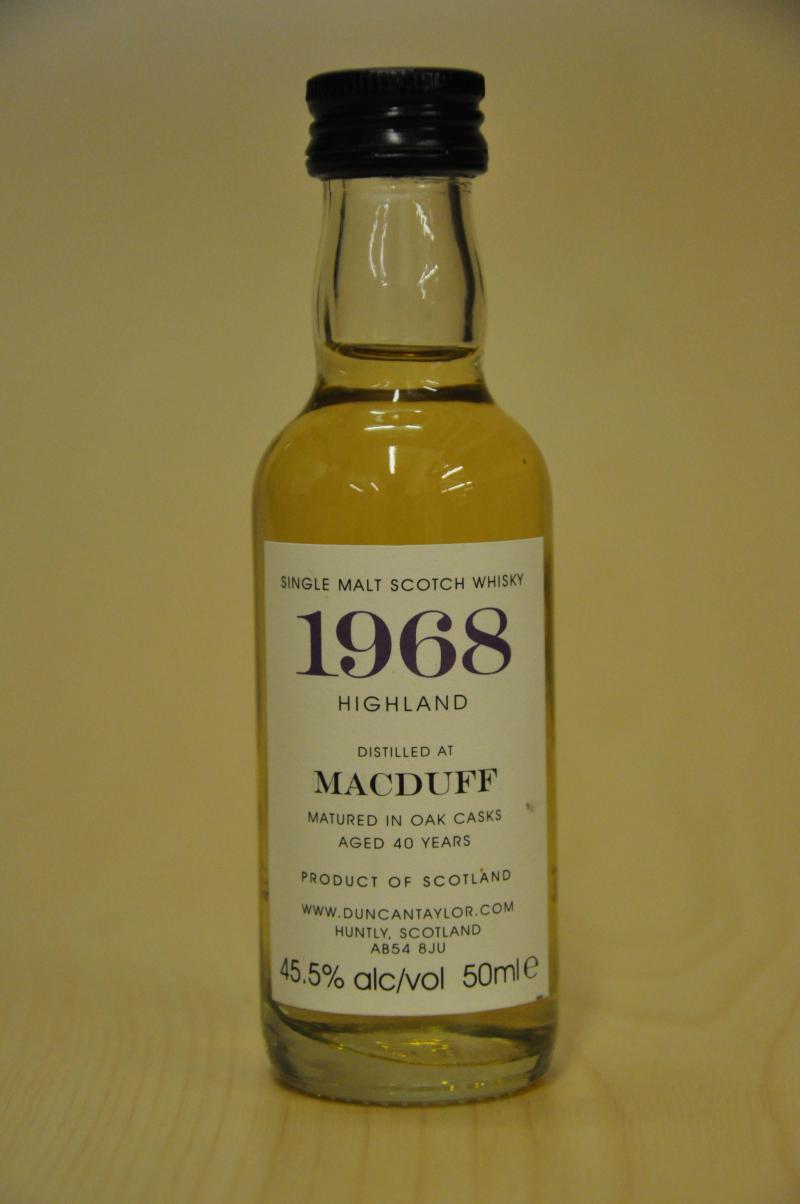 SINGLE MALT SCOTCH WHISKY
1968
HIGHLAND
DISTILLED AT
MACDUFF
MATURED IN OAK CASKS
AGED 40 YEARS
PRODUCT OF SCOTLAND
WWW.DUNCANTAYLOR.COM
HUNTLY, SCOTLAND
AB54 8JU
45.5% alc/vol 50ml e